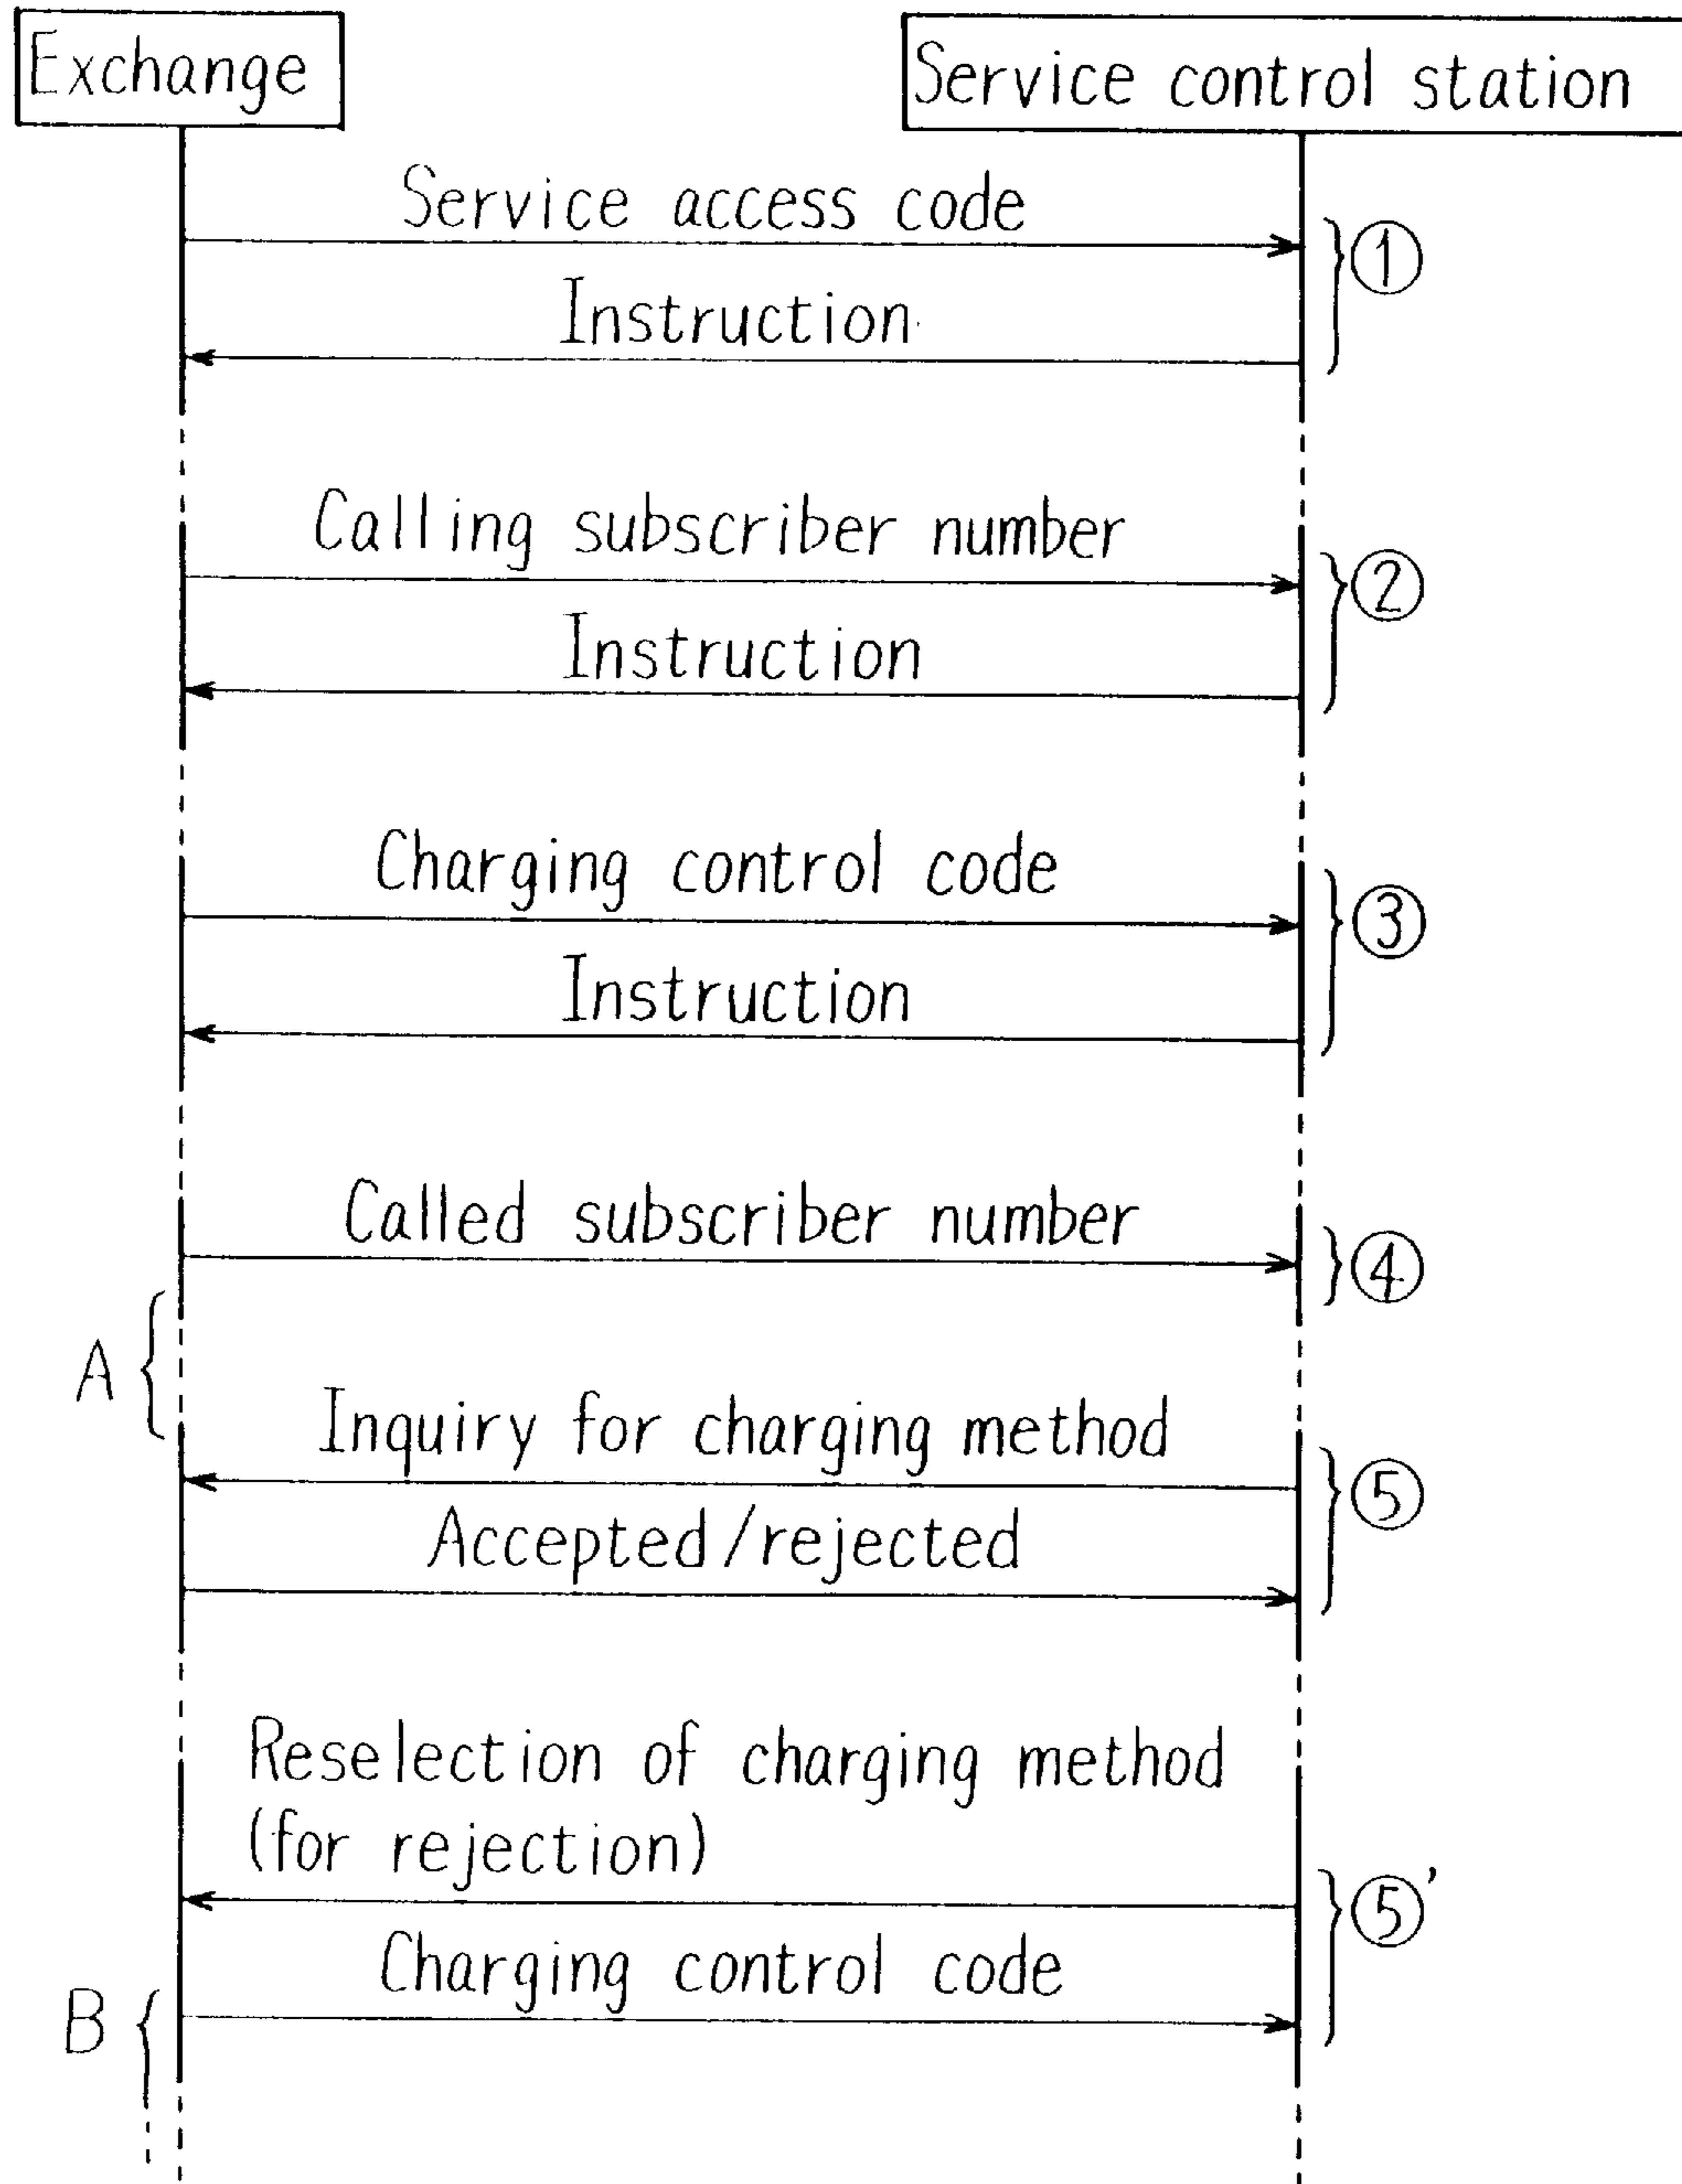 Exchange
Service control station
Service access code
①
Instruction
Calling subscriber number
②
Instruction
Charging control code
③
Instruction
Called subscriber number
④
A
Inquiry for charging method
⑤
Accepted/rejected
Reselection of charging method
(for rejection)
⑤'
Charging control code
B